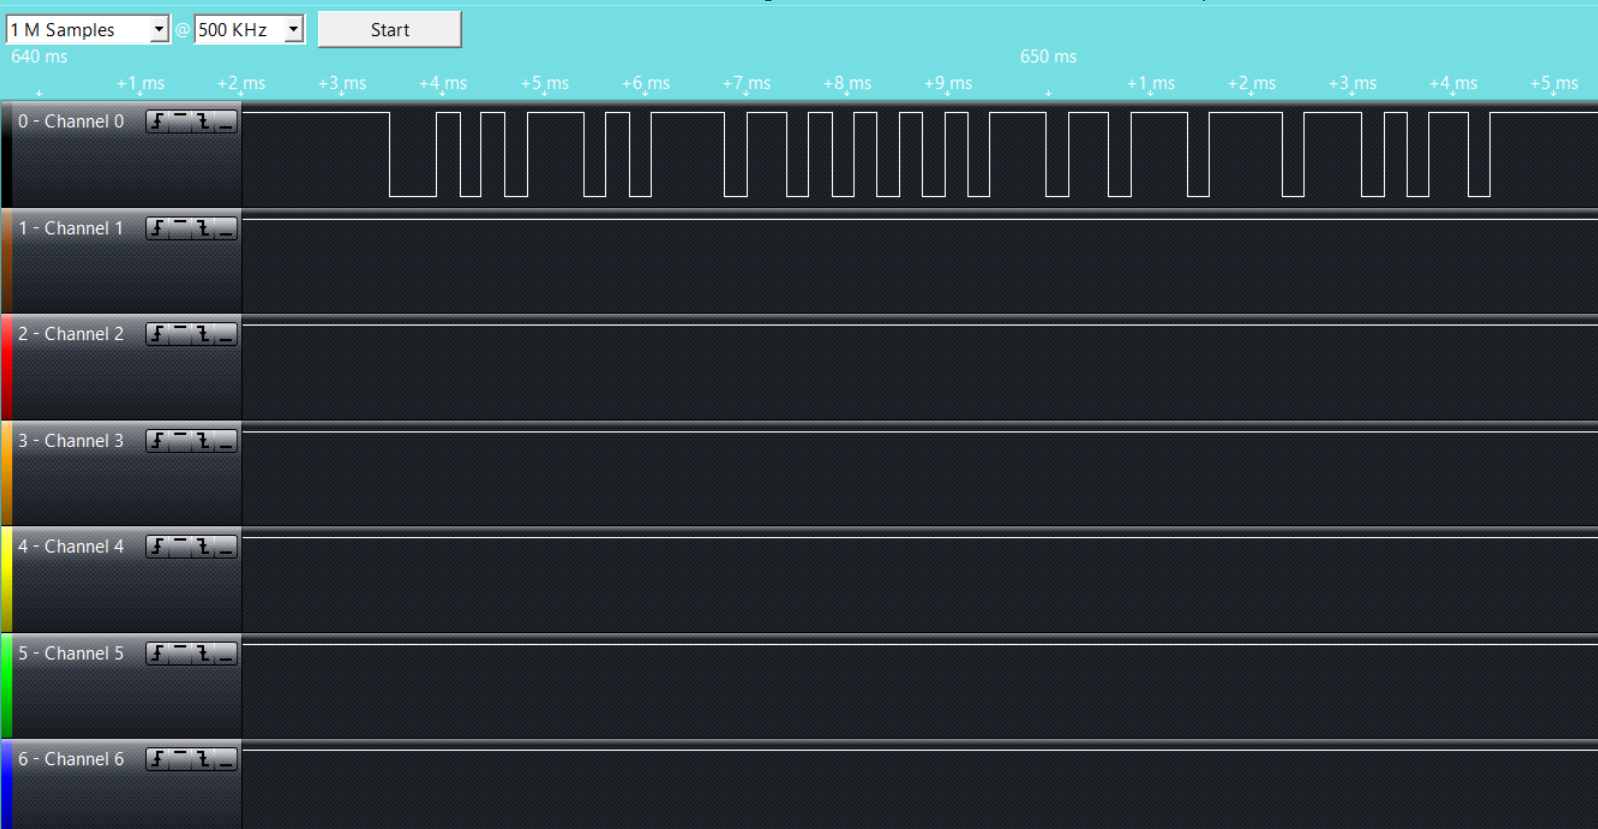 1 M Samples @ 500 KHz Start
640 ms 650 ms
+1 ms +2 ms +3 ms +4 ms +5 ms +6 ms +7 ms +8 ms +9 ms +1 ms +2 ms +3 ms +4 ms +5 ms
0 - Channel 0
1 - Channel 1
2 - Channel 2
3 - Channel 3
4 - Channel 4
5 - Channel 5
6 - Channel 6